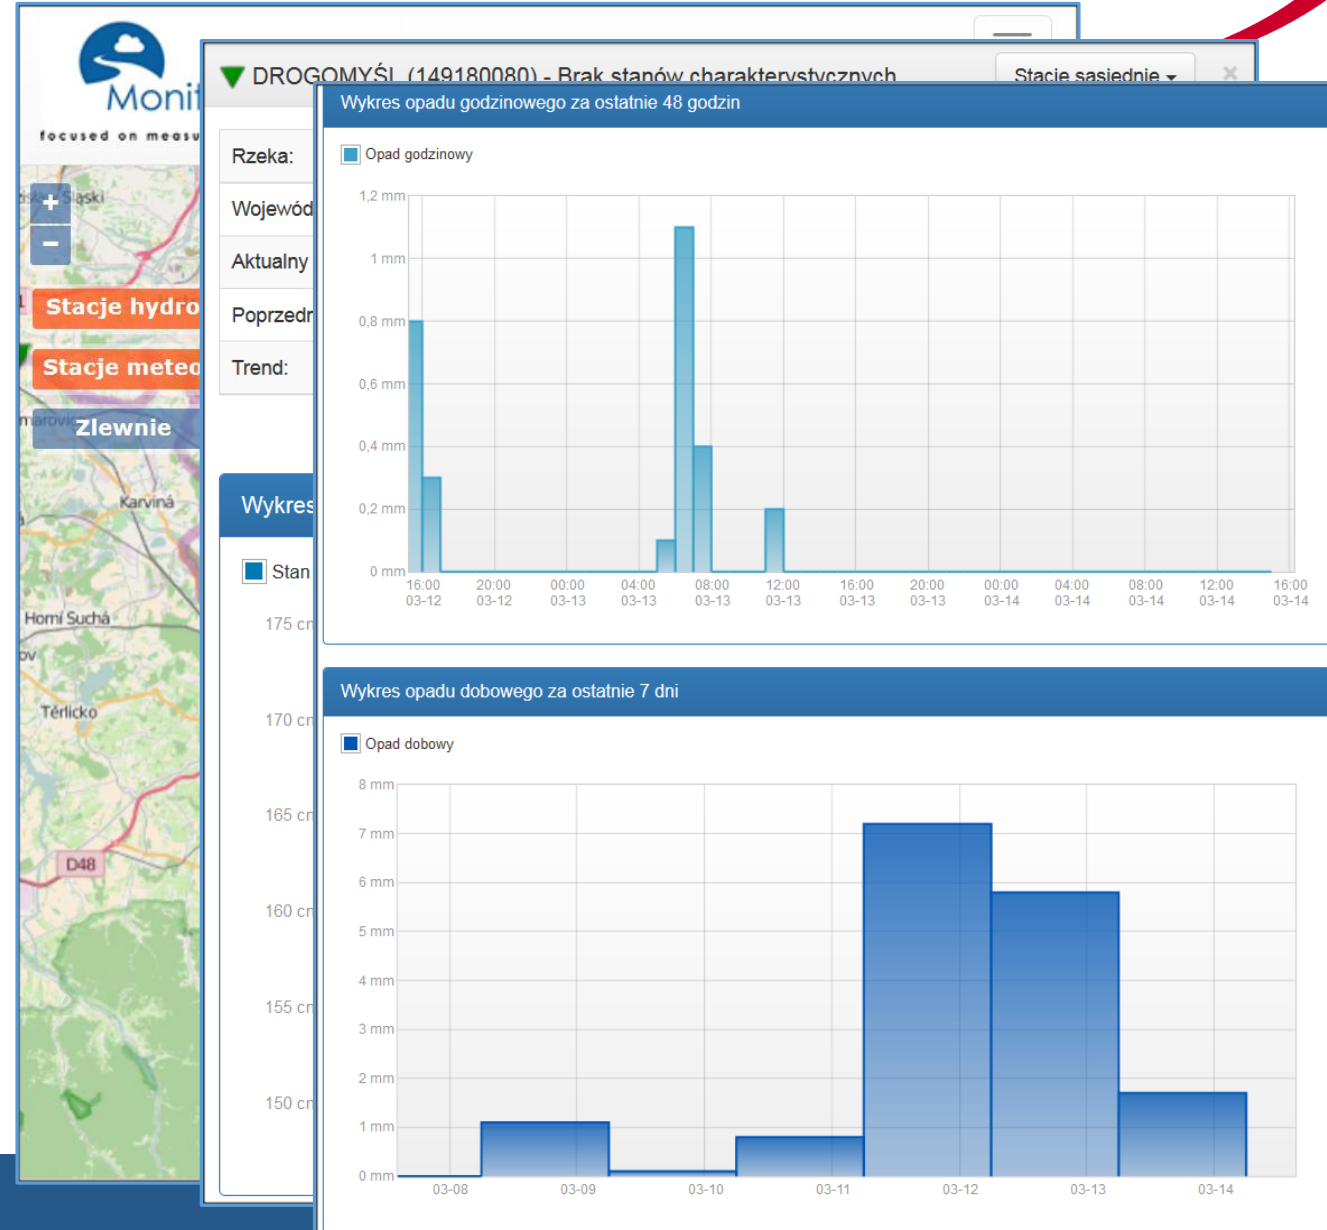 Monit
focused on measu
DROGOMYŚL (149180080) - Brak stanów charakterystycznych
Stacje sąsiednie
Rzeka:
Wojewód
Aktualny
Poprzedr
Trend:
+
−
Stacje hydro
Stacje meteo
Zlewnie
Śląski
Karviná
Horní Suchá
Těrlicko
D48
Wykres
Stan
175 cm
170 cm
165 cm
160 cm
155 cm
150 cm
Wykres opadu godzinowego za ostatnie 48 godzin
Opad godzinowy
1,2 mm
1 mm
0,8 mm
0,6 mm
0,4 mm
0,2 mm
0 mm
16:00 20:00 00:00 04:00 08:00 12:00 16:00 20:00 00:00 04:00 08:00 12:00 16:00
03-12 03-12 03-13 03-13 03-13 03-13 03-13 03-13 03-14 03-14 03-14 03-14 03-14
Wykres opadu dobowego za ostatnie 7 dni
Opad dobowy
8 mm
7 mm
6 mm
5 mm
4 mm
3 mm
2 mm
1 mm
0 mm
03-08 03-09 03-10 03-11 03-12 03-13 03-14